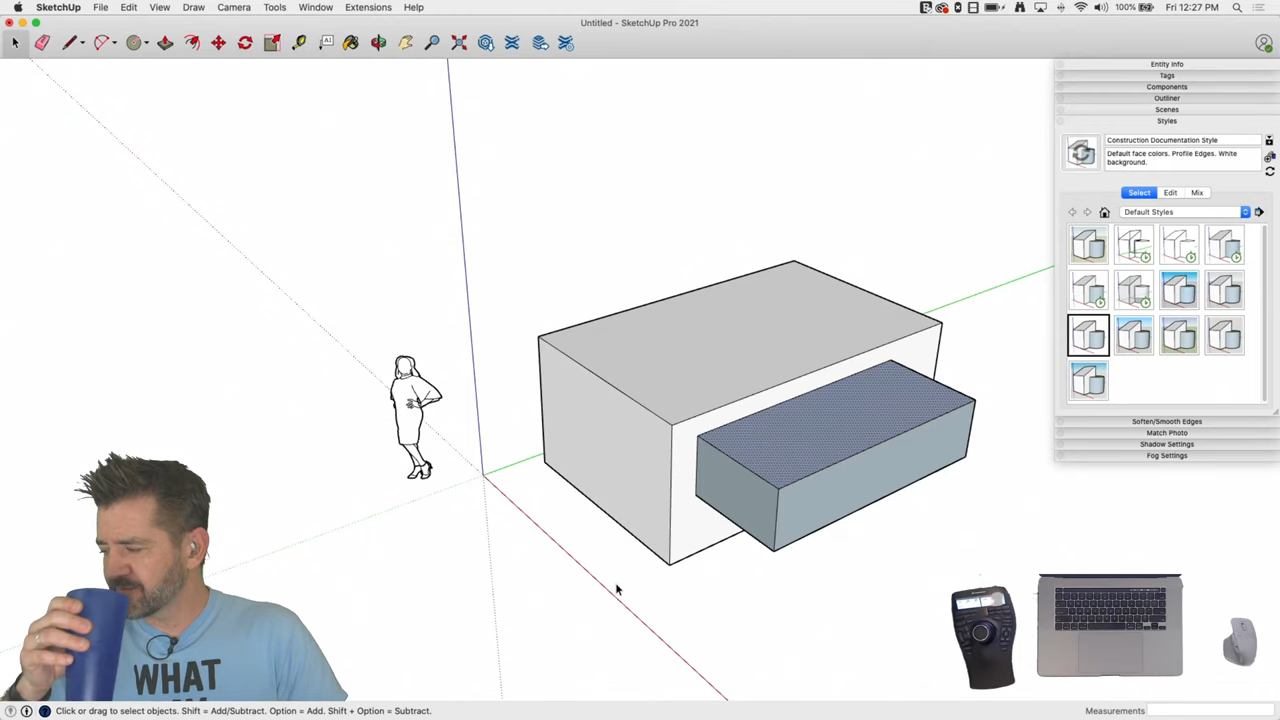 SketchUp File Edit View Draw Camera Tools Window Extensions Help
100% Fri 12:27 PM
Untitled - SketchUp Pro 2021
A1
Entity Info
Tags
Components
Outliner
Scenes
Styles
Construction Documentation Style
Default face colors. Profile Edges. White
background.
Select Edit Mix
Default Styles
Soften/Smooth Edges
Match Photo
Shadow Settings
Fog Settings
WHAT
Click or drag to select objects. Shift = Add/Subtract. Option = Add. Shift + Option = Subtract.
Measurements